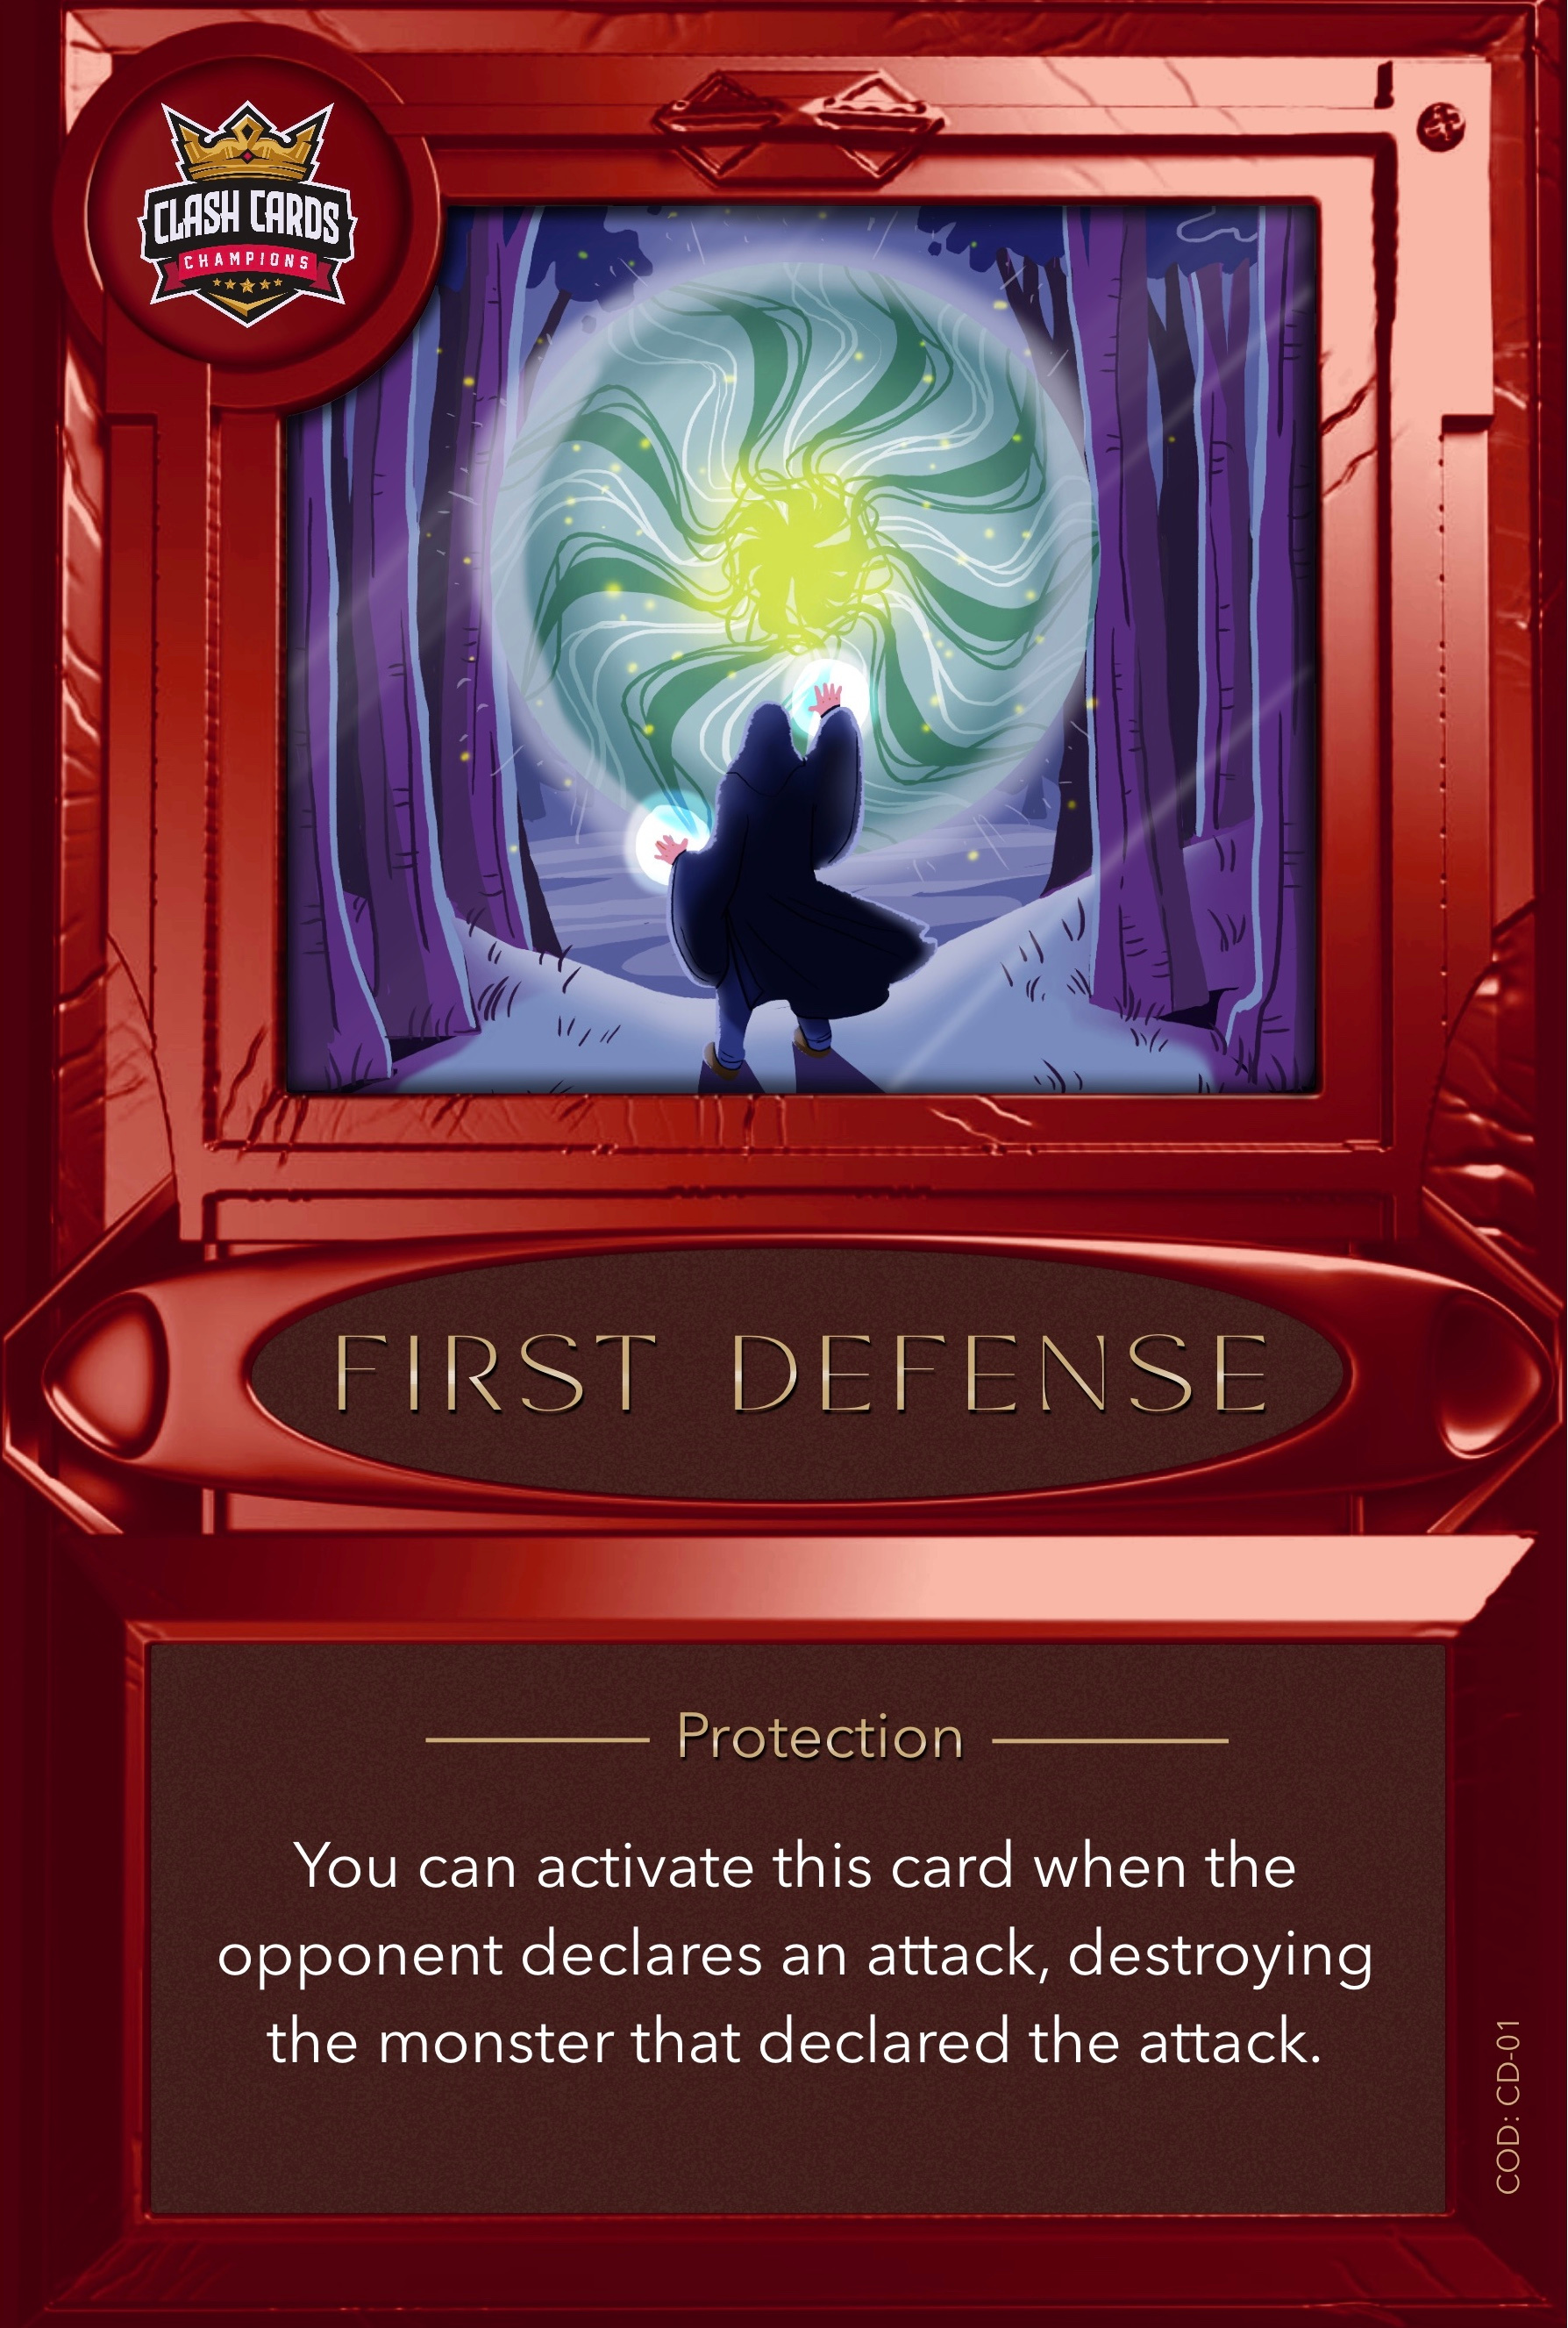 CLASH CARDS
CHAMPIONS
FIRST DEFENSE
Protection
You can activate this card when the
opponent declares an attack, destroying
the monster that declared the attack.
COD: CD-01